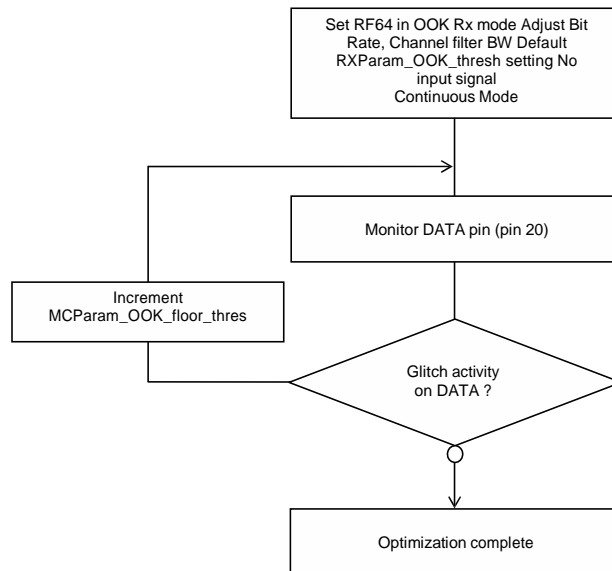 Set RF64 in OOK Rx mode Adjust Bit
Rate, Channel filter BW Default
RXParam_OOK_thresh setting No
input signal
Continuous Mode
Monitor DATA pin (pin 20)
Increment
MCParam_OOK_floor_thres
Glitch activity
on DATA ?
Optimization complete